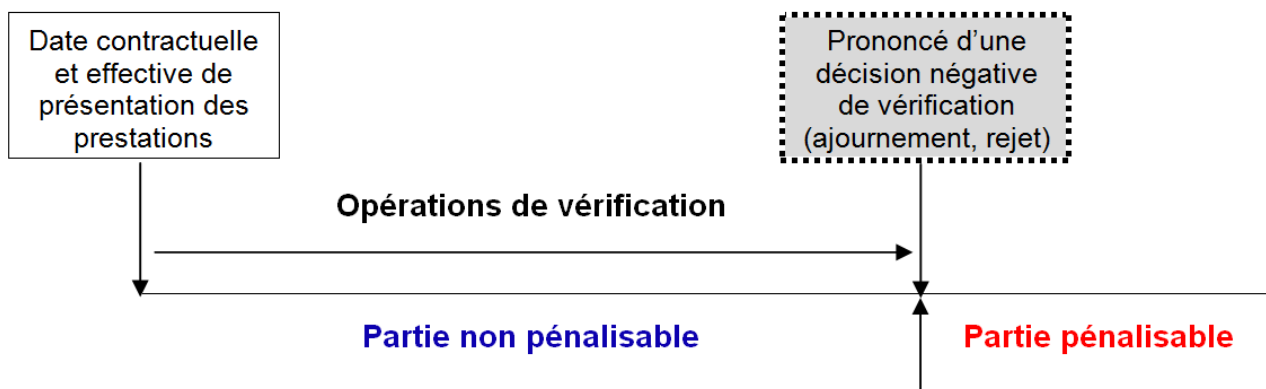 Date contractuelle
et effective de
présentation des
prestations
Prononcé d’une
décision négative
de vérification
(ajournement, rejet)
Opérations de vérification
Partie non pénalisable
Partie pénalisable